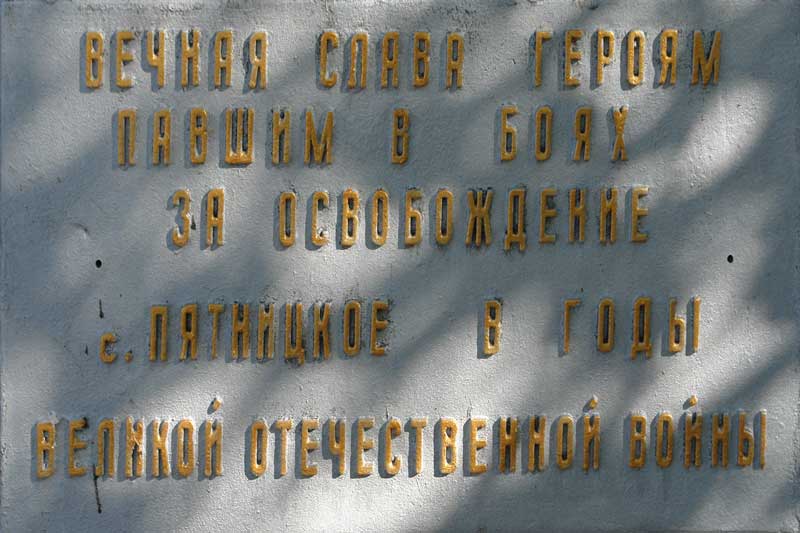 ВЕЧНАЯ СЛАВА ГЕРОЯМ
ПАВШИМ В БОЯХ
ЗА ОСВОБОЖДЕНИЕ
с. ПЯТНИЦКОЕ В ГОДЫ
ВЕЛИКОЙ ОТЕЧЕСТВЕННОЙ ВОЙНЫ